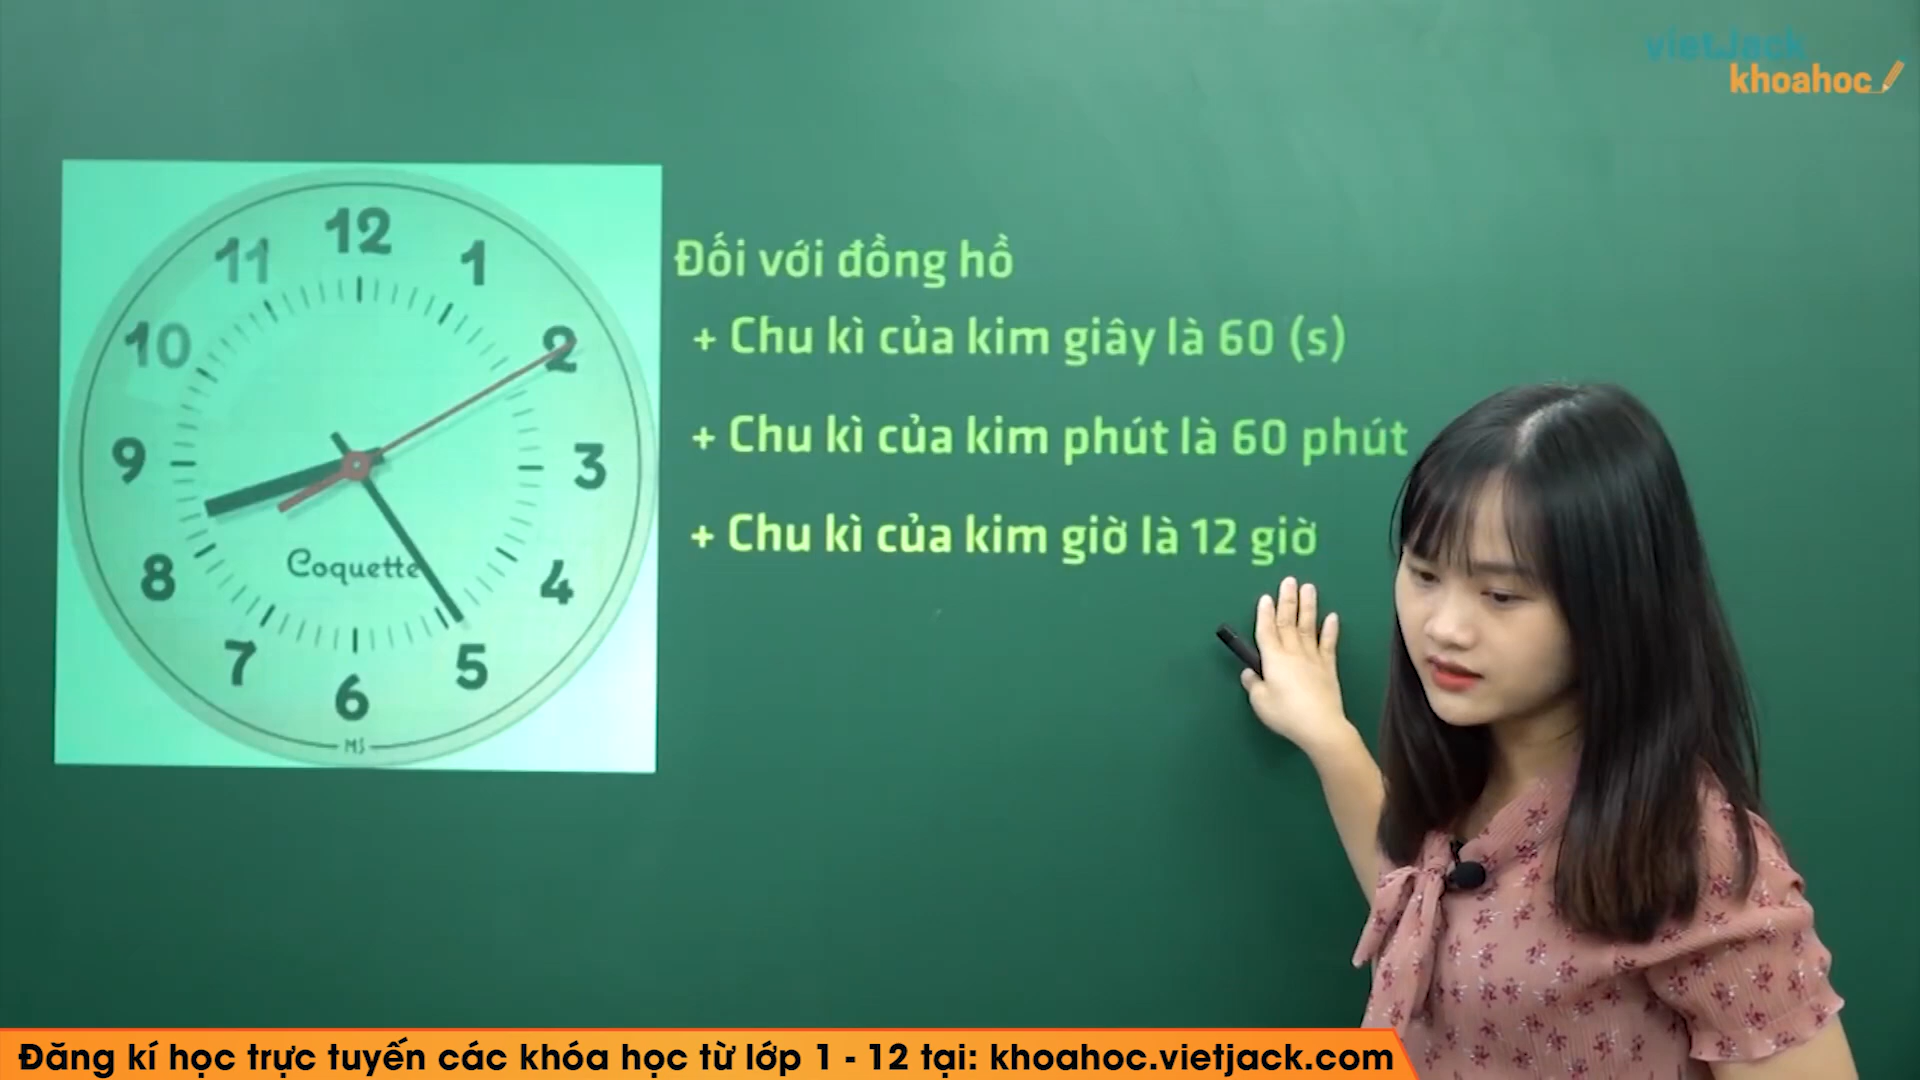 vietJack
khoahoc
12
11
1
10
2
9
3
8
4
7
5
6
Coquette
MS
Đối với đồng hồ
+ Chu kì của kim giây là 60 (s)
+ Chu kì của kim phút là 60 phút
+ Chu kì của kim giờ là 12 giờ
Đăng kí học trực tuyến các khóa học từ lớp 1 - 12 tại: khoahoc.vietjack.com